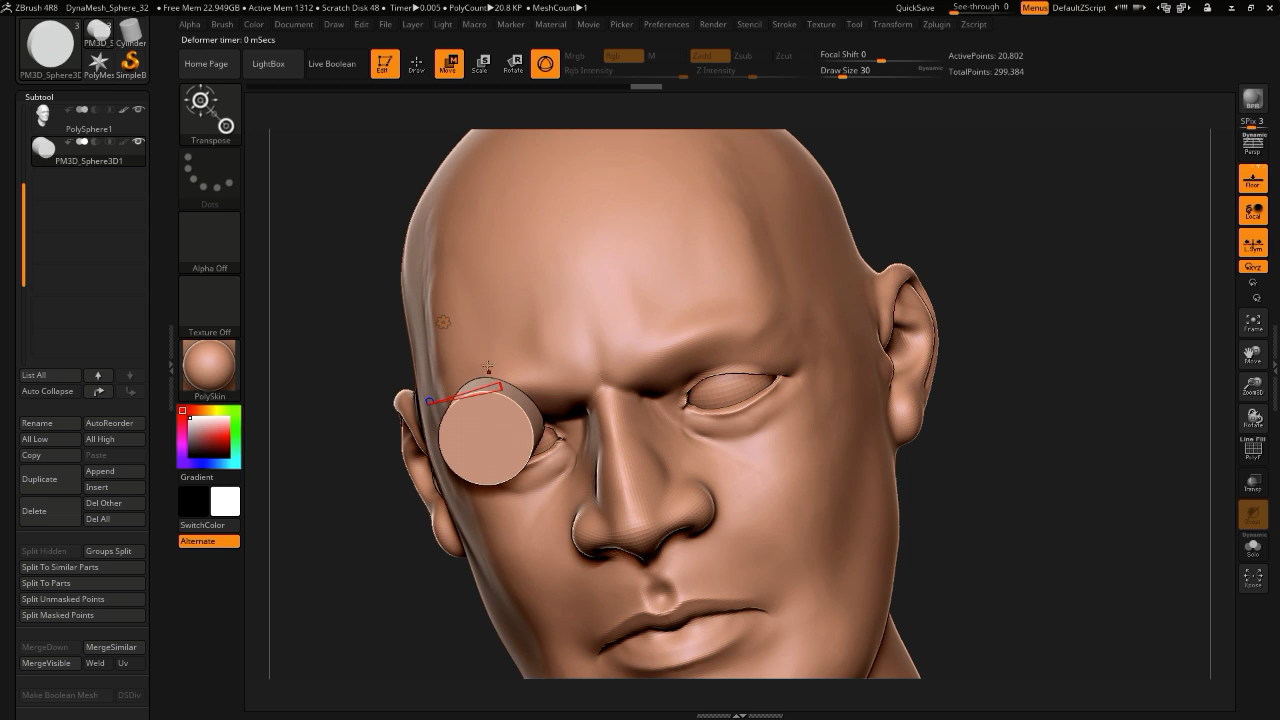 ZBrush 4R8 DynaMesh_Sphere_32 • Free Mem 22.949GB • Active Mem 1312 • Scratch Disk 48 • Timer▶0.005 • PolyCount▶20.8 KP • MeshCount▶1 QuickSave See-through 0 Menus DefaultZScript
Alpha Brush Color Document Draw Edit File Layer Light Macro Marker Material Movie Picker Preferences Render Stencil Stroke Texture Tool Transform Zplugin Zscript
Deformer timer: 0 mSecs
Home Page LightBox Live Boolean Edit Draw Move Scale Rotate
Mrgb Rgb M
Rgb Intensity
Zadd Zsub Zcut
Z Intensity
Focal Shift 0
Draw Size 30 Dynamic
ActivePoints: 20,802
TotalPoints: 299,384
3
PM3D_Sphere3D
PM3D_S Cylinder
PolyMes SimpleB
Subtool
PolySphere1
PM3D_Sphere3D1
List All
Auto Collapse
Rename AutoReorder
All Low All High
Copy Paste
Duplicate Append
Insert
Delete Del Other
Del All
Split Hidden Groups Split
Split To Similar Parts
Split To Parts
Split Unmasked Points
Split Masked Points
MergeDown MergeSimilar
MergeVisible Weld Uv
Make Boolean Mesh DSDiv
Transpose
Dots
Alpha Off
Texture Off
PolySkin
Gradient
SwitchColor
Alternate
BPR
SPix 3
Dynamic
Persp
Floor
Local
L.Sym
XYZ
Frame
Move
Zoom3D
Rotate
Line Fill
PolyF
Transp
Dynamic
Solo
Xpose